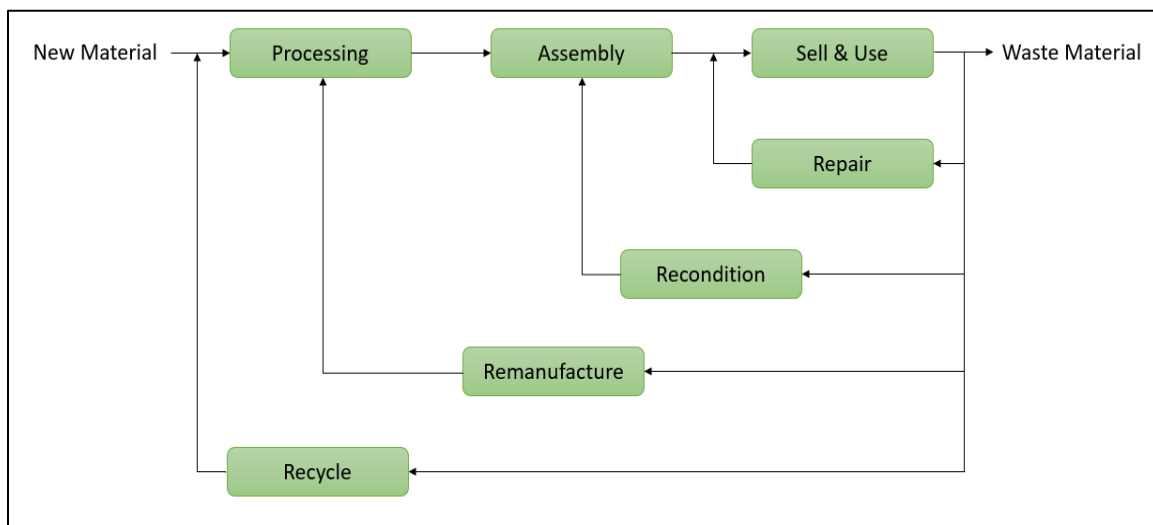 New Material
Processing
Assembly
Sell & Use
Waste Material
Repair
Recondition
Remanufacture
Recycle